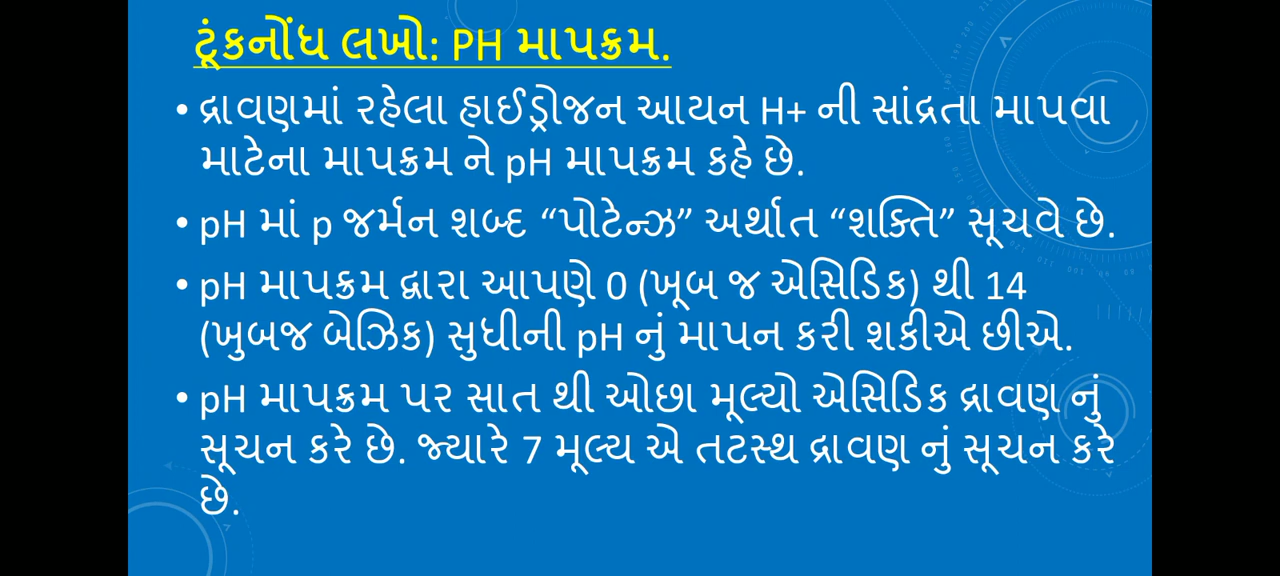 ટૂંકનોંધ લખો: PH માપક્રમ.
• દ્રાવણમાં રહેલા હાઈડ્રોજન આયન H+ ની સાંદ્રતા માપવા
માટેના માપક્રમ ને pH માપક્રમ કહે છે.
• pH માં p જર્મન શબ્દ “પોટેન્ઝ” અર્થાત “શક્તિ” સૂચવે છે.
• pH માપક્રમ દ્વારા આપણે 0 (ખૂબ જ એસિડિક) થી 14
(ખુબજ બેઝિક) સુધીની pH નું માપન કરી શકીએ છીએ.
• pH માપક્રમ પર સાત થી ઓછા મૂલ્યો એસિડિક દ્રાવણ નું
સૂચન કરે છે. જ્યારે 7 મૂલ્ય એ તટસ્થ દ્રાવણ નું સૂચન કરે
છે.